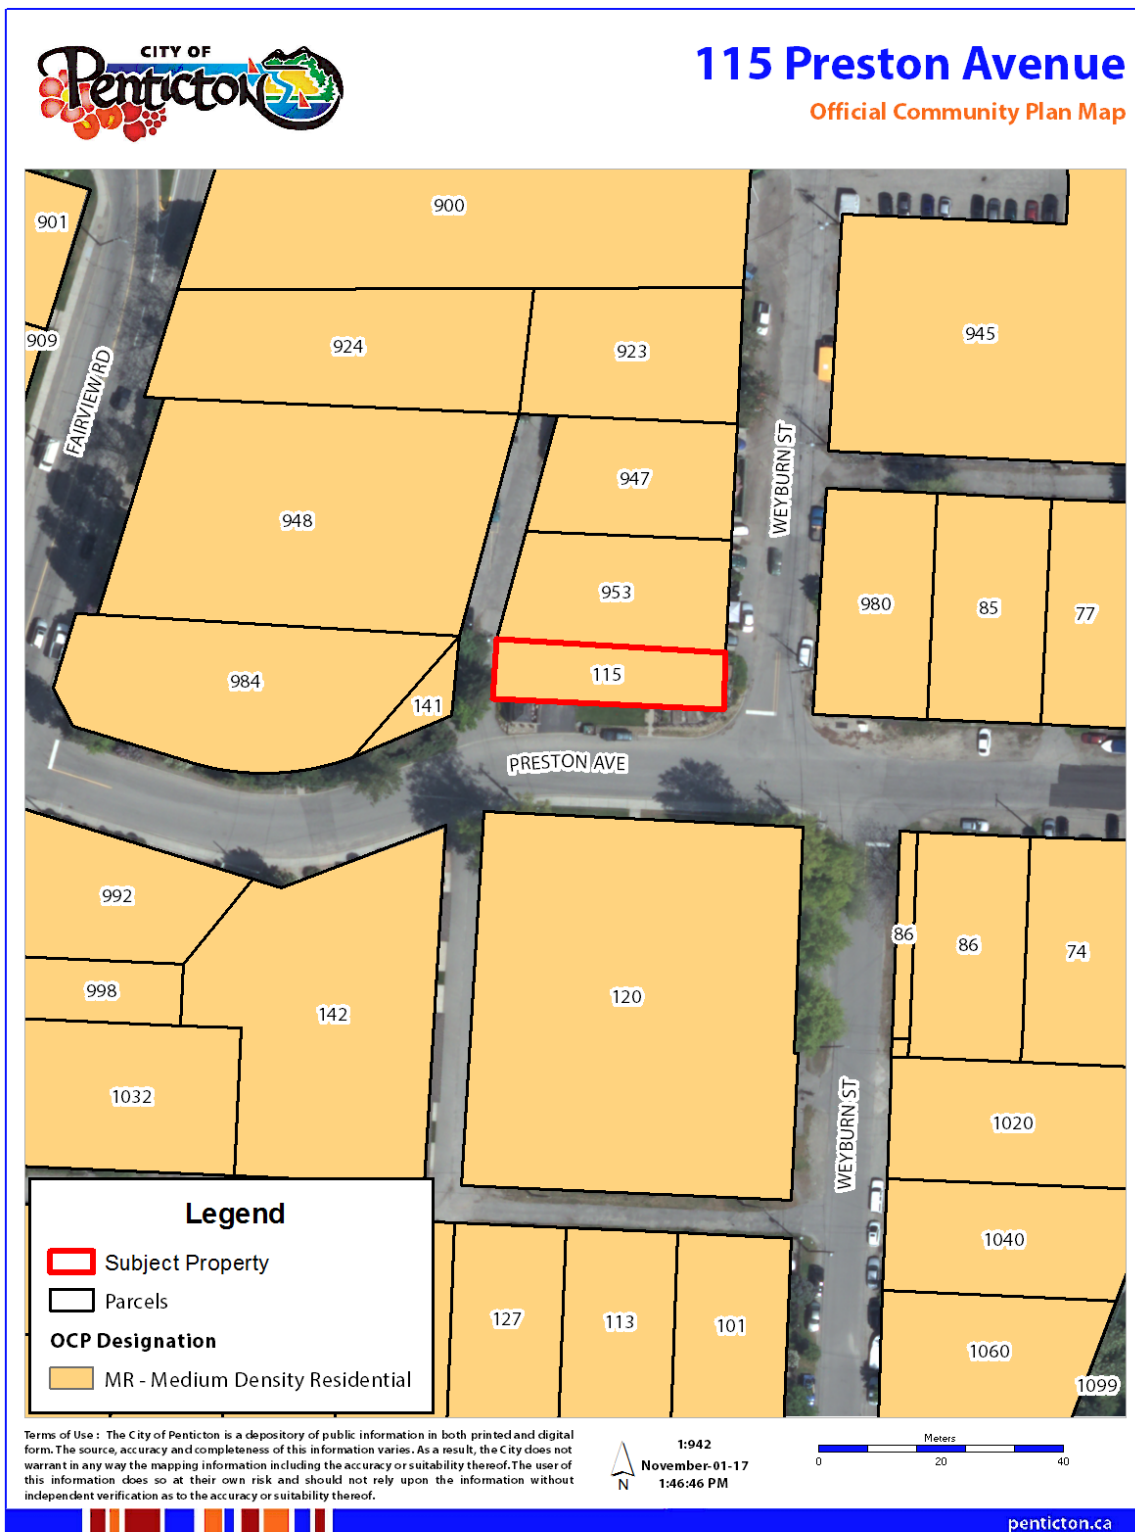 CITY OF
Penticton
115 Preston Avenue
Official Community Plan Map
901
900
909
924
923
945
FAIRVIEW RD
WEYBURN ST
947
948
953
980
85
77
984
115
141
PRESTON AVE
992
86
86
74
998
142
120
1032
WEYBURN ST
1020
1040
127
113
101
1060
1099
Legend
Subject Property
Parcels
OCP Designation
MR - Medium Density Residential
Terms of Use : The City of Penticton is a depository of public information in both printed and digital
form. The source, accuracy and completeness of this information varies. As a result, the City does not
warrant in any way the mapping information including the accuracy or suitability thereof. The user of
this information does so at their own risk and should not rely upon the information without
independent verification as to the accuracy or suitability thereof.
N
1:942
November-01-17
1:46:46 PM
Meters
0 20 40
penticton.ca